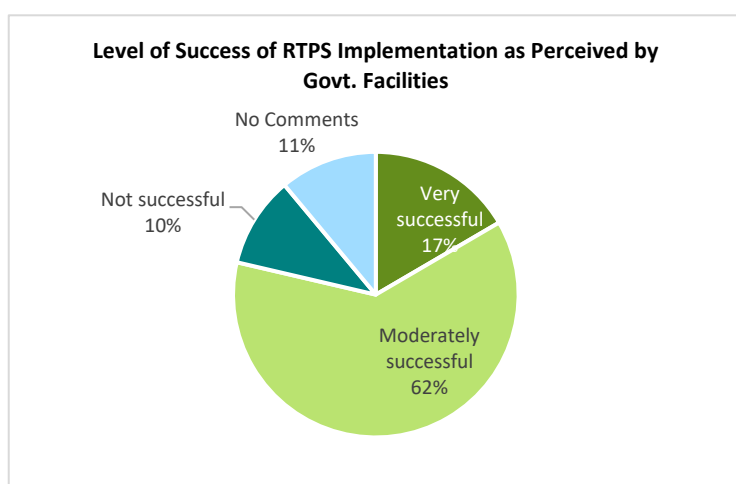 Level of Success of RTPS Implementation as Perceived by
Govt. Facilities
No Comments
11%
Very
successful
17%
Not successful
10%
Moderately
successful
62%